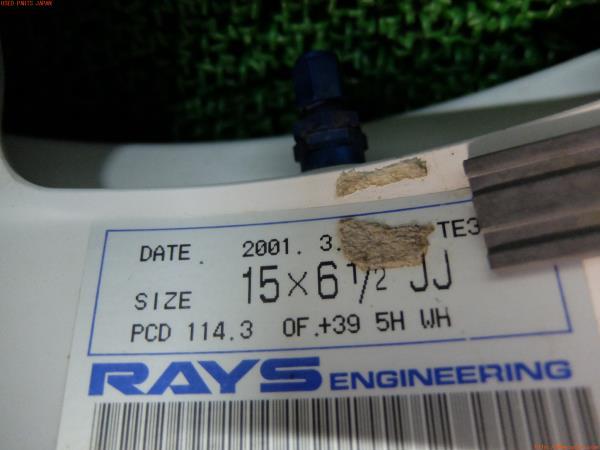 USED PARTS JAPAN
DATE. 2001. 3. TE3
SIZE 15×6 1/2 JJ
PCD 114.3 OF.+39 5H WH
RAYS ENGINEERING